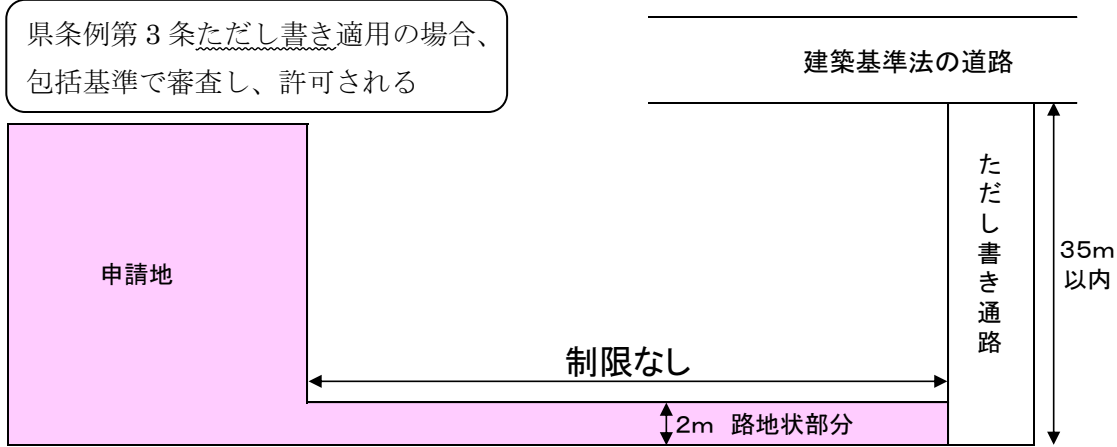 県条例第３条ただし書き適用の場合、
包括基準で審査し、許可される
建築基準法の道路
ただし書き通路
35ｍ
以内
申請地
制限なし
2ｍ 路地状部分